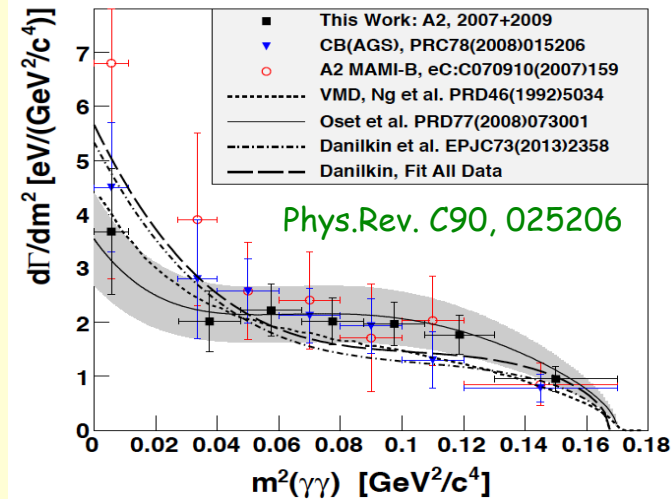 This Work: A2, 2007+2009
CB(AGS), PRC78(2008)015206
A2 MAMI-B, eC:C070910(2007)159
VMD, Ng et al. PRD46(1992)5034
Oset et al. PRD77(2008)073001
Danilkin et al. EPJC73(2013)2358
Danilkin, Fit All Data
Phys.Rev. C90, 025206
dΓ/dm² [eV/(GeV²/c⁴)]
7
6
5
4
3
2
1
0
0 0.02 0.04 0.06 0.08 0.1 0.12 0.14 0.16 0.18
m²(γγ) [GeV²/c⁴]